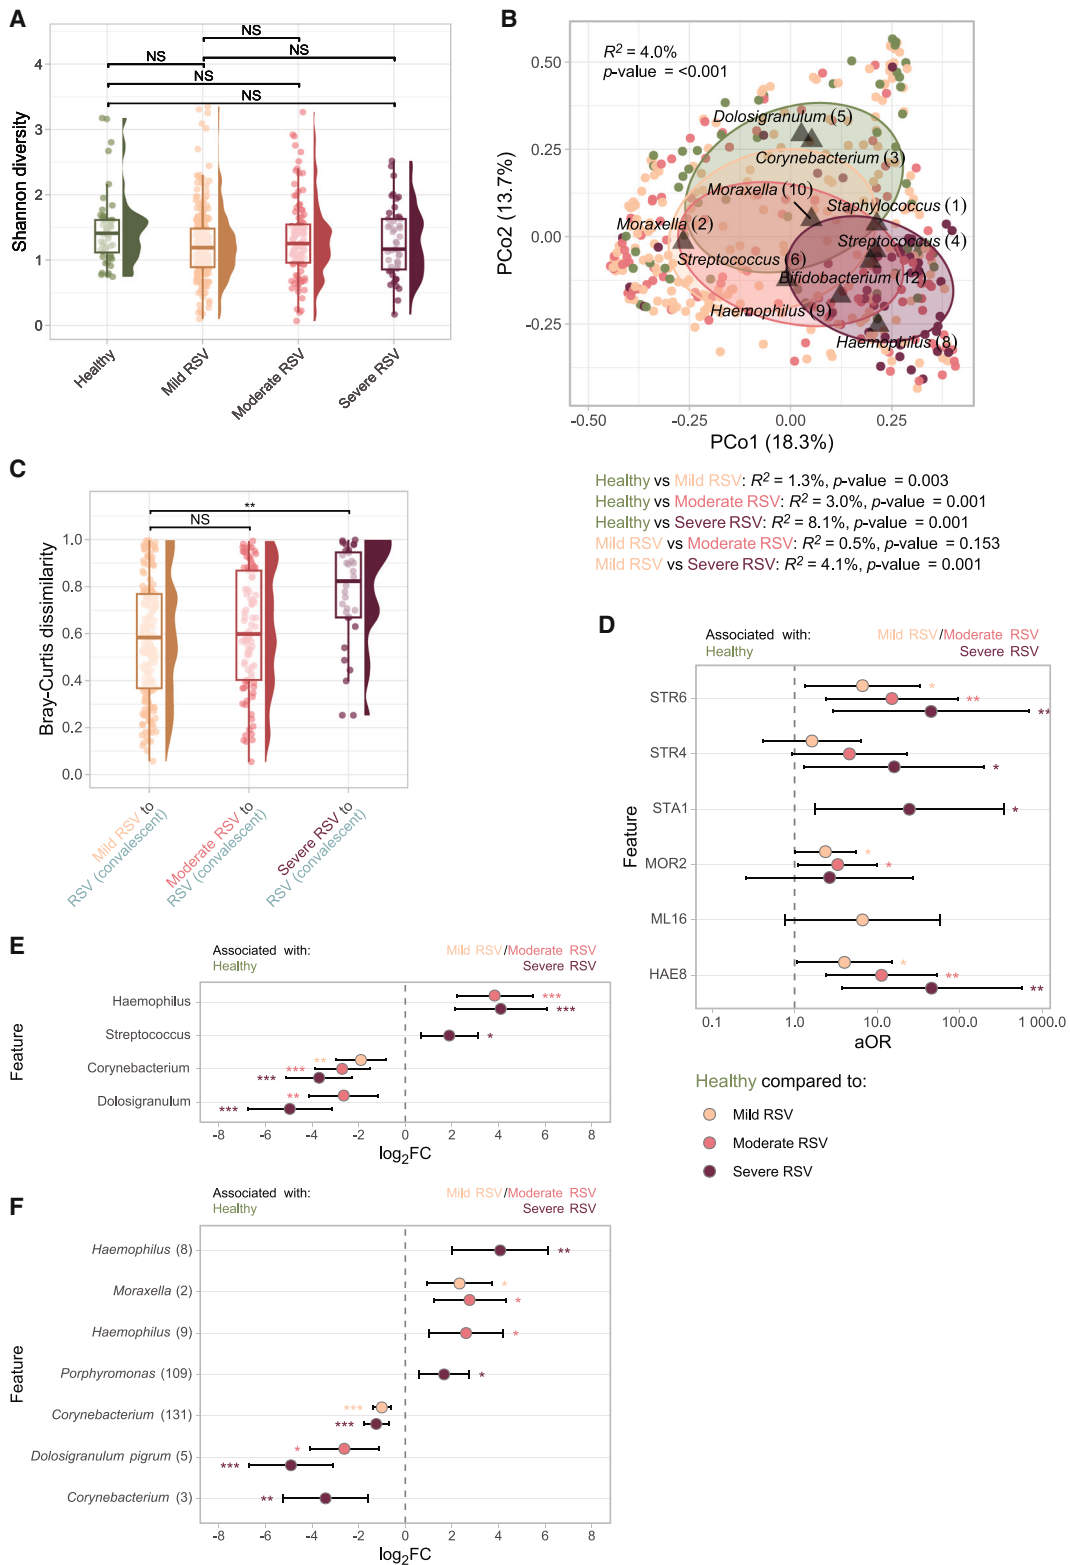 A
NS
NS
NS
NS
NS
Shannon diversity
4
3
2
1
0
Healthy
Mild RSV
Moderate RSV
Severe RSV
B
R² = 4.0%
p-value = <0.001
Dolosigranulum (5)
Corynebacterium (3)
Moraxella (10)
Staphylococcus (1)
Moraxella (2)
Streptococcus (4)
Streptococcus (6)
Bifidobacterium (12)
Haemophilus (9)
Haemophilus (8)
PCo2 (13.7%)
0.50
0.25
0.00
-0.25
-0.50
-0.25
0.00
0.25
PCo1 (18.3%)
Healthy vs Mild RSV: R² = 1.3%, p-value = 0.003
Healthy vs Moderate RSV: R² = 3.0%, p-value = 0.001
Healthy vs Severe RSV: R² = 8.1%, p-value = 0.001
Mild RSV vs Moderate RSV: R² = 0.5%, p-value = 0.153
Mild RSV vs Severe RSV: R² = 4.1%, p-value = 0.001
C
**
NS
Bray-Curtis dissimilarity
1.0
0.8
0.6
0.4
0.2
0.0
Mild RSV to
RSV (convalescent)
Moderate RSV to
RSV (convalescent)
Severe RSV to
RSV (convalescent)
D
Associated with:
Mild RSV/Moderate RSV
Healthy
Severe RSV
Feature
STR6
*
**
**
STR4
*
STA1
*
MOR2
*
*
ML16
HAE8
*
**
**
0.1
1.0
10.0
100.0
1 000.0
aOR
Healthy compared to:
Mild RSV
Moderate RSV
Severe RSV
E
Associated with:
Mild RSV/Moderate RSV
Healthy
Severe RSV
Feature
Haemophilus
***
***
Streptococcus
*
Corynebacterium
**
***
***
Dolosigranulum
**
***
-8
-6
-4
-2
0
2
4
6
8
log₂FC
F
Associated with:
Mild RSV/Moderate RSV
Healthy
Severe RSV
Feature
Haemophilus (8)
**
Moraxella (2)
*
*
Haemophilus (9)
*
Porphyromonas (109)
*
Corynebacterium (131)
***
***
Dolosigranulum pigrum (5)
*
***
Corynebacterium (3)
**
-8
-6
-4
-2
0
2
4
6
8
log₂FC